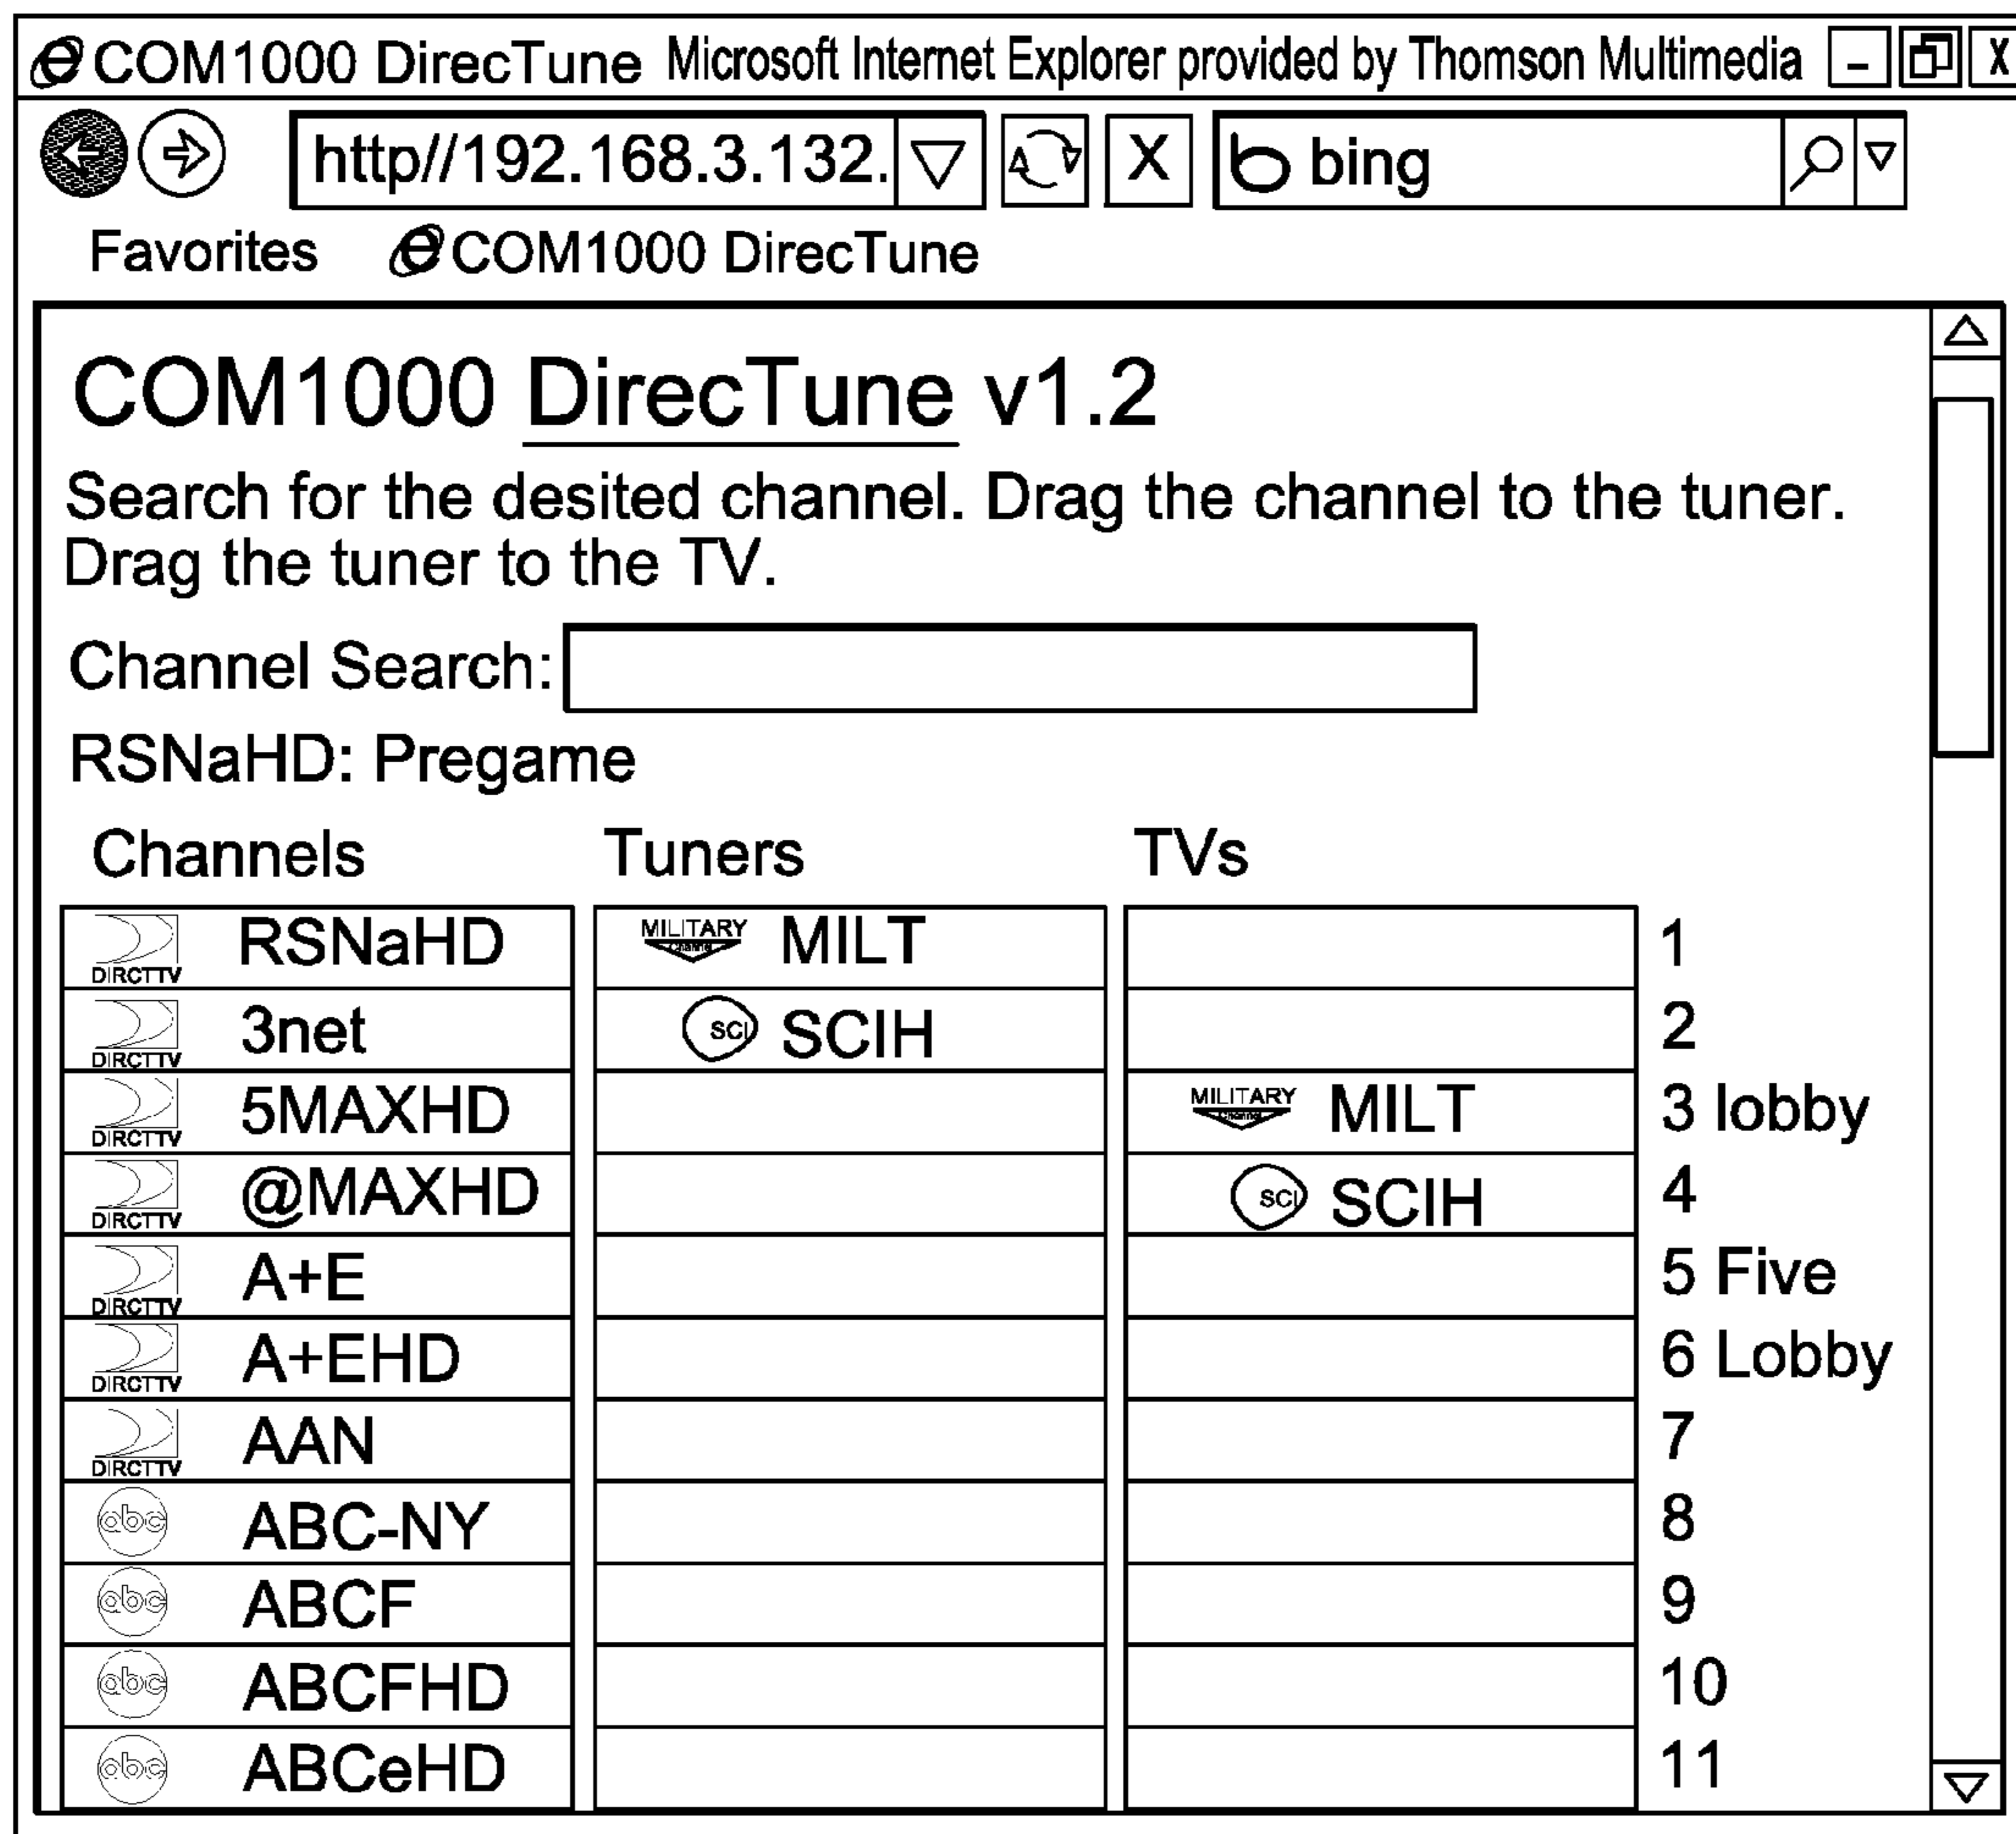 COM1000 DirecTune Microsoft Internet Explorer provided by Thomson Multimedia - X
http//192.168.3.132. X b bing
Favorites COM1000 DirecTune
COM1000 DirecTune v1.2
Search for the desited channel. Drag the channel to the tuner.
Drag the tuner to the TV.
Channel Search:
RSNaHD: Pregame
Channels Tuners TVs
DIRCTTV RSNaHD MILITARY Channel MILT 1
DIRCTTV 3net SCI SCIH 2
DIRCTTV 5MAXHD MILITARY Channel MILT 3 lobby
DIRCTTV @MAXHD SCI SCIH 4
DIRCTTV A+E 5 Five
DIRCTTV A+EHD 6 Lobby
DIRCTTV AAN 7
abc ABC-NY 8
abc ABCF 9
abc ABCFHD 10
abc ABCeHD 11